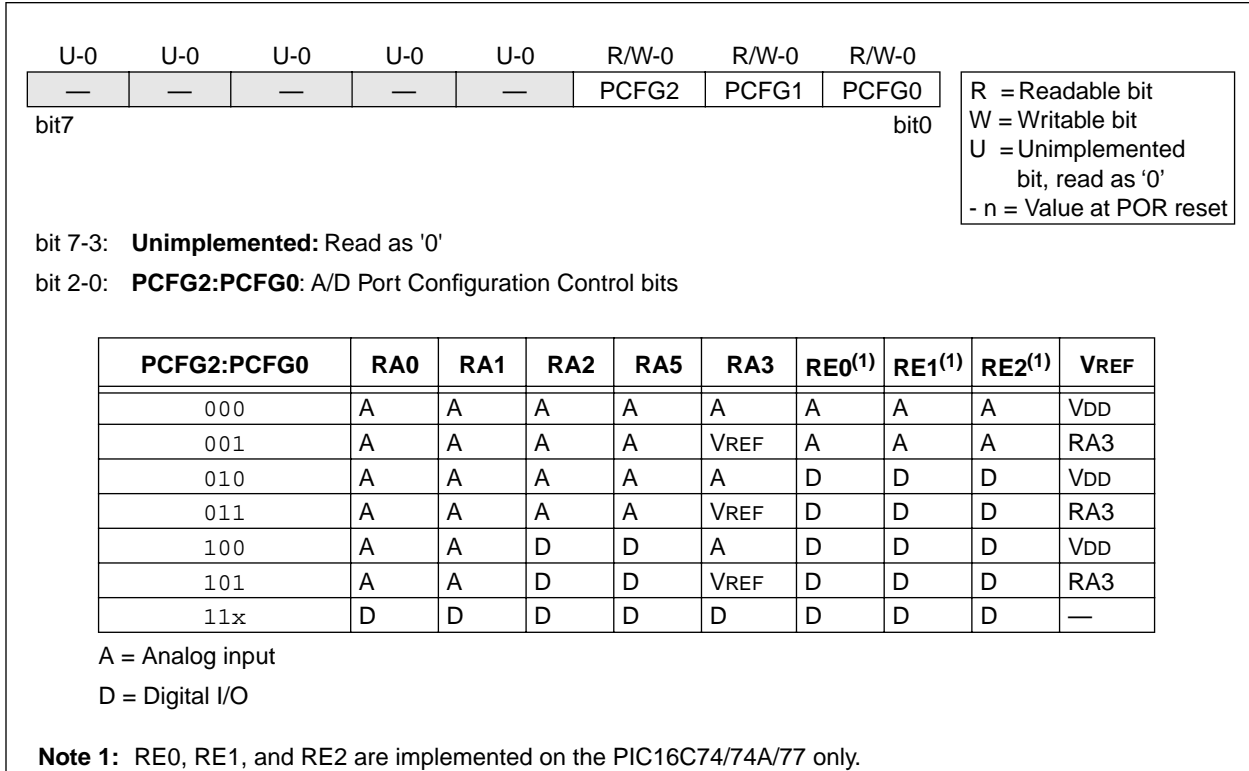 U-0 U-0 U-0 U-0 U-0 R/W-0 R/W-0 R/W-0
— — — — — PCFG2 PCFG1 PCFG0
bit7 bit0
R = Readable bit
W = Writable bit
U = Unimplemented
bit, read as ‘0’
- n = Value at POR reset
bit 7-3: Unimplemented: Read as '0'
bit 2-0: PCFG2:PCFG0: A/D Port Configuration Control bits
PCFG2:PCFG0 RA0 RA1 RA2 RA5 RA3 RE0(1) RE1(1) RE2(1) VREF
000 A A A A A A A A VDD
001 A A A A VREF A A A RA3
010 A A A A A D D D VDD
011 A A A A VREF D D D RA3
100 A A D D A D D D VDD
101 A A D D VREF D D D RA3
11x D D D D D D D D —
A = Analog input
D = Digital I/O
Note 1: RE0, RE1, and RE2 are implemented on the PIC16C74/74A/77 only.